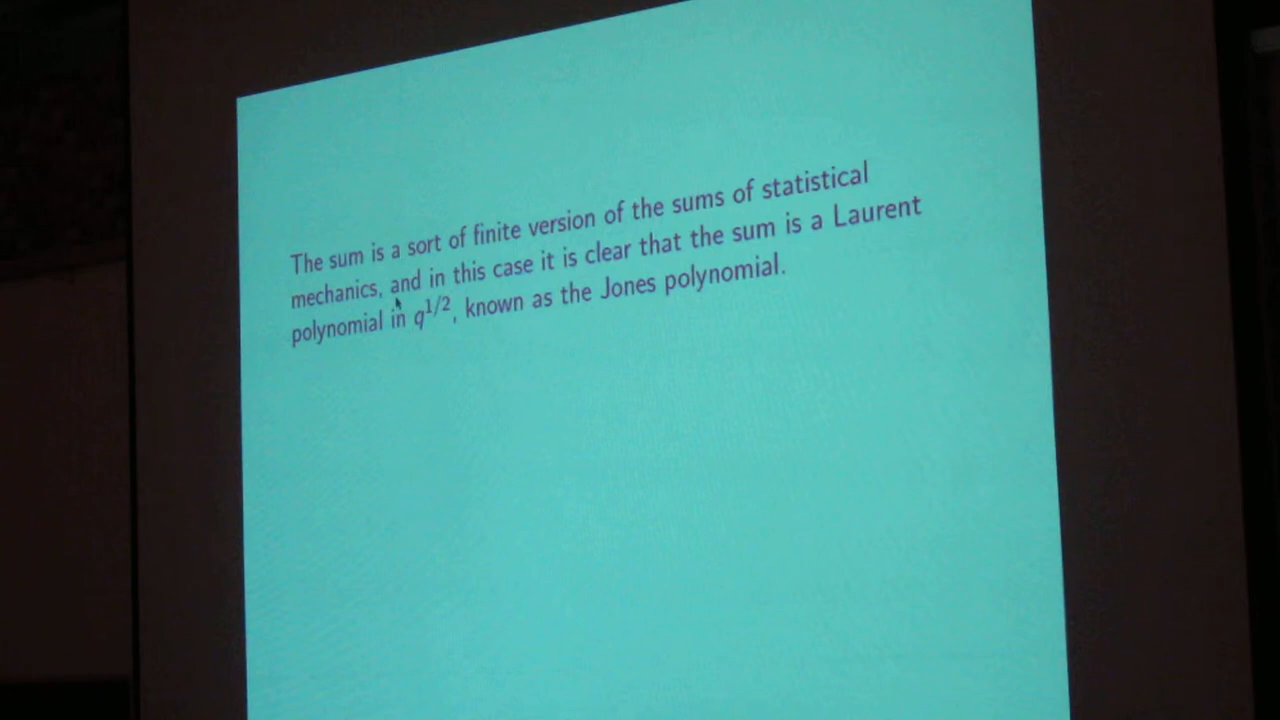 The sum is a sort of finite version of the sums of statistical
mechanics, and in this case it is clear that the sum is a Laurent
polynomial in q^{1/2}, known as the Jones polynomial.